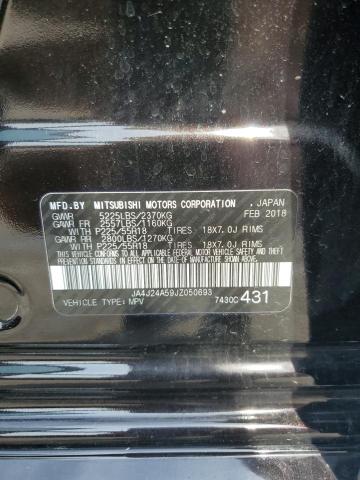 MFD.BY MITSUBISHI MOTORS CORPORATION , JAPAN
GVWR 5225LBS/2370KG FEB 2018
GAWR FR 2557LBS/1160KG
WITH P225/55R18 TIRES 18X7.0J RIMS
GAWR RR 2800LBS/1270KG
WITH P225/55R18 TIRES 18X7.0J RIMS
THIS VEHICLE CONFORMS TO ALL APPLICABLE FEDERAL MOTOR VEHICLE SAFETY, BUMPER AND THEFT PREVENTION STANDARDS IN EFFECT ON THE DATE OF MANUFACTURE SHOWN ABOVE.
JA4J24A59JZ050693
VEHICLE TYPE: MPV 7430C 431